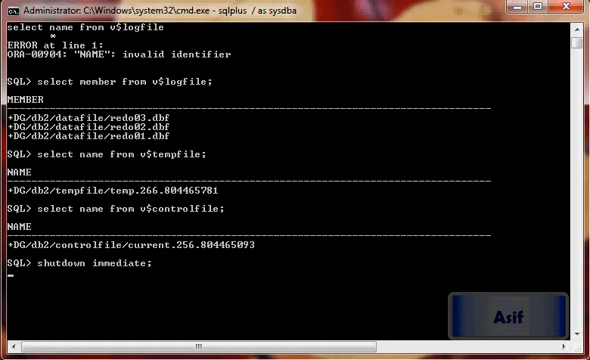 Administrator: C:\Windows\system32\cmd.exe - sqlplus / as sysdba
select name from v$logfile
*
ERROR at line 1:
ORA-00904: "NAME": invalid identifier
SQL> select member from v$logfile;
MEMBER
--------------------------------------------------------------------------------
+DG/db2/datafile/redo03.dbf
+DG/db2/datafile/redo02.dbf
+DG/db2/datafile/redo01.dbf
SQL> select name from v$tempfile;
NAME
--------------------------------------------------------------------------------
+DG/db2/tempfile/temp.266.804465781
SQL> select name from v$controlfile;
NAME
--------------------------------------------------------------------------------
+DG/db2/controlfile/current.256.804465093
SQL> shutdown immediate;
Asif